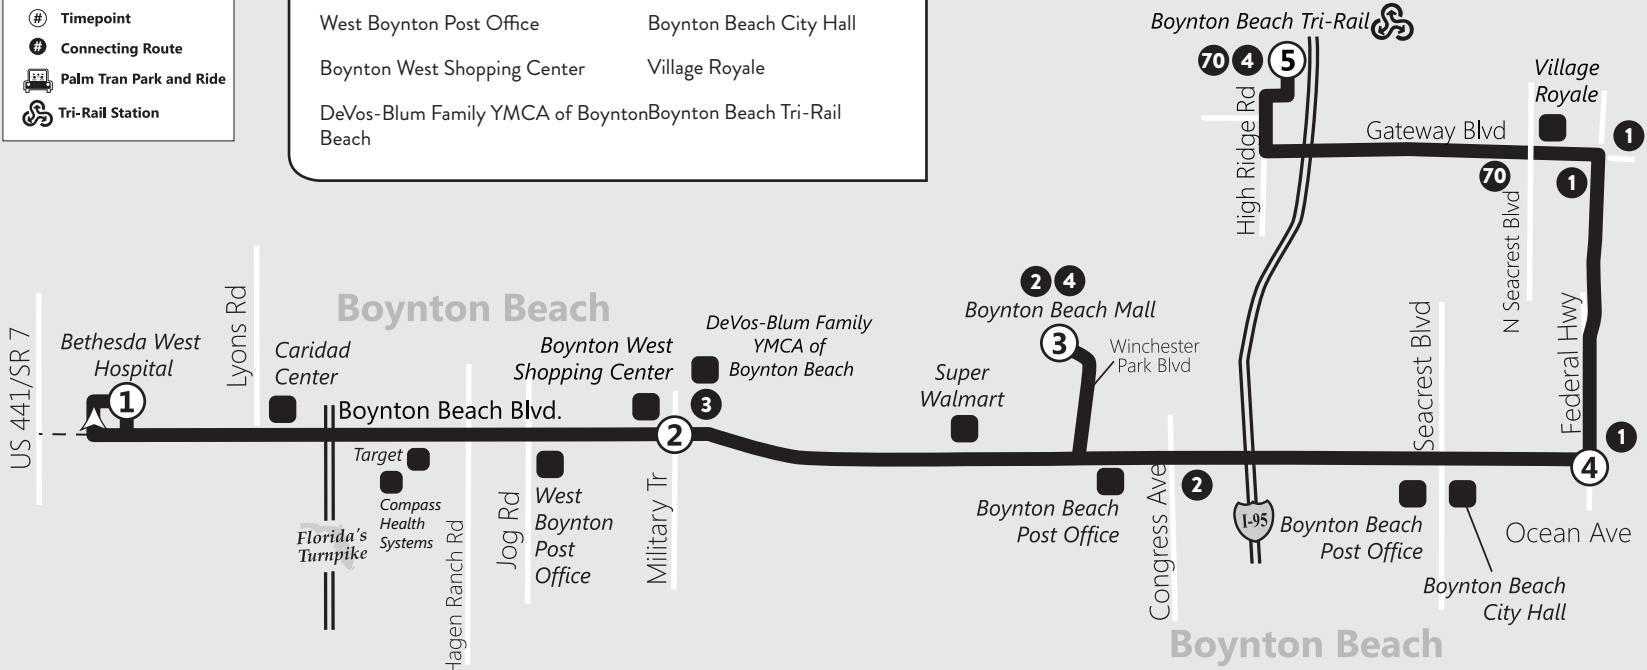 # Timepoint
# Connecting Route
Palm Tran Park and Ride
Tri-Rail Station
West Boynton Post Office
Boynton Beach City Hall
Boynton West Shopping Center
Village Royale
DeVos-Blum Family YMCA of Boynton
Beach
Boynton Beach Tri-Rail
Boynton Beach Tri-Rail
70 4 5
Village
Royale
High Ridge Rd
Gateway Blvd
1
70
1
N Seacrest Blvd
Boynton Beach
US 441/SR 7
Bethesda West
Hospital
1
Lyons Rd
Caridad
Center
Boynton Beach Blvd.
Boynton West
Shopping Center
DeVos-Blum Family
YMCA of
Boynton Beach
3
2
2 4
Boynton Beach Mall
3
Winchester
Park Blvd
Super
Walmart
Seacrest Blvd
Federal Hwy
1
4
Target
Compass
Health
Systems
Florida's
Turnpike
Hagen Ranch Rd
Jog Rd
West
Boynton
Post
Office
Military Tr
Boynton Beach
Post Office
Congress Ave
2
I-95
Boynton Beach
Post Office
Ocean Ave
Boynton Beach
City Hall
Boynton Beach